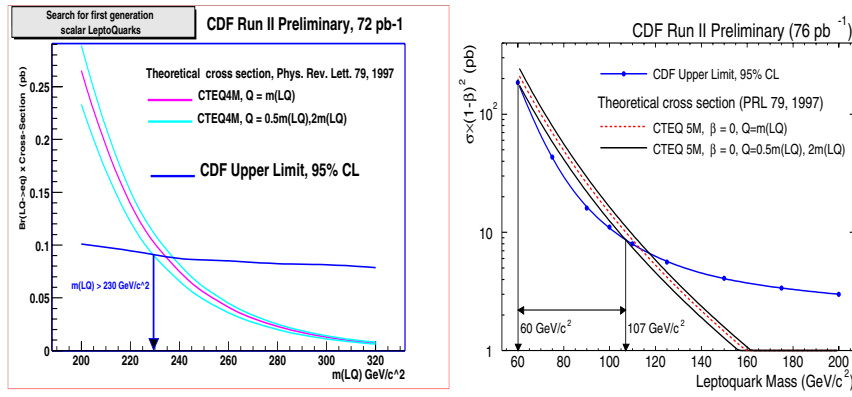 Search for first generation
scalar LeptoQuarks
CDF Run II Preliminary, 72 pb-1
Br(LQ->eq) x Cross-Section (pb)
0.25
0.2
0.15
0.1
0.05
0
Theoretical cross section, Phys. Rev. Lett. 79, 1997
CTEQ4M, Q = m(LQ)
CTEQ4M, Q = 0.5m(LQ),2m(LQ)
CDF Upper Limit, 95% CL
m(LQ) > 230 GeV/c^2
200 220 240 260 280 300 320
m(LQ) GeV/c^2
CDF Run II Preliminary (76 pb⁻¹)
σ×(1-β)² (pb)
10²
10
1
CDF Upper Limit, 95% CL
Theoretical cross section (PRL 79, 1997)
CTEQ 5M, β = 0, Q=m(LQ)
CTEQ 5M, β = 0, Q=0.5m(LQ), 2m(LQ)
60 GeV/c²
107 GeV/c²
60 80 100 120 140 160 180 200
Leptoquark Mass (GeV/c²)